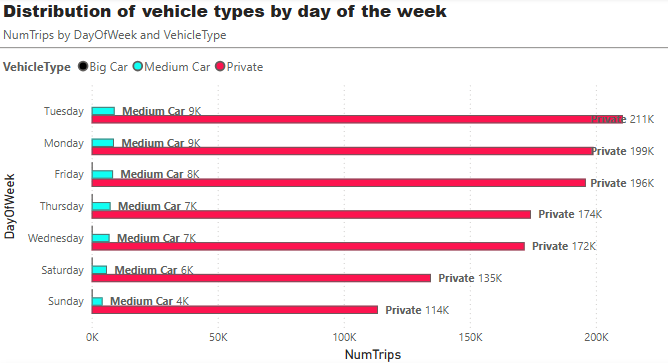 Distribution of vehicle types by day of the week
NumTrips by DayOfWeek and VehicleType
VehicleType Big Car Medium Car Private
DayOfWeek
Tuesday Medium Car 9K
Private 211K
Monday Medium Car 9K
Private 199K
Friday Medium Car 8K
Private 196K
Thursday Medium Car 7K
Private 174K
Wednesday Medium Car 7K
Private 172K
Saturday Medium Car 6K
Private 135K
Sunday Medium Car 4K
Private 114K
0K 50K 100K 150K 200K
NumTrips